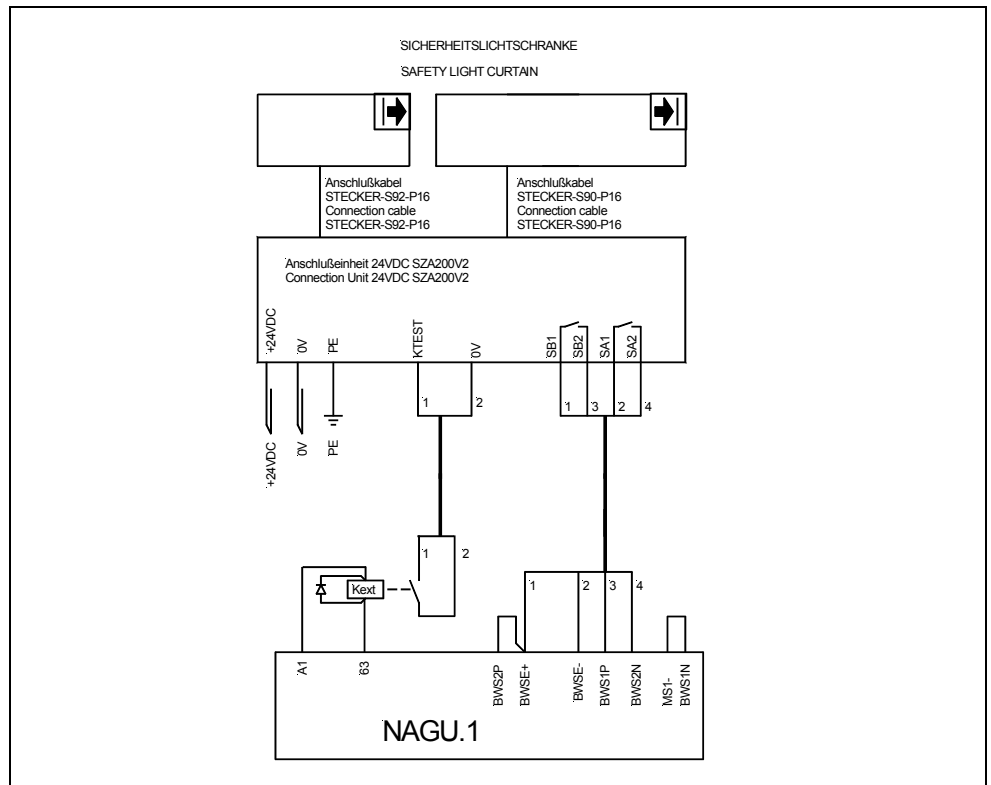 SICHERHEITSLICHTSCHRANKE
SAFETY LIGHT CURTAIN
Anschlußkabel
STECKER-S92-P16
Connection cable
STECKER-S92-P16
Anschlußkabel
STECKER-S90-P16
Connection cable
STECKER-S90-P16
Anschlußeinheit 24VDC SZA200V2
Connection Unit 24VDC SZA200V2
+24VDC
0V
PE
KTEST
0V
SB1
SB2
SA1
SA2
1
2
1
3
2
4
+24VDC
0V
PE
1
2
Kext
1
2
3
4
A1
63
BWS2P
BWSE+
BWSE-
BWS1P
BWS2N
MS1-
BWS1N
NAGU.1